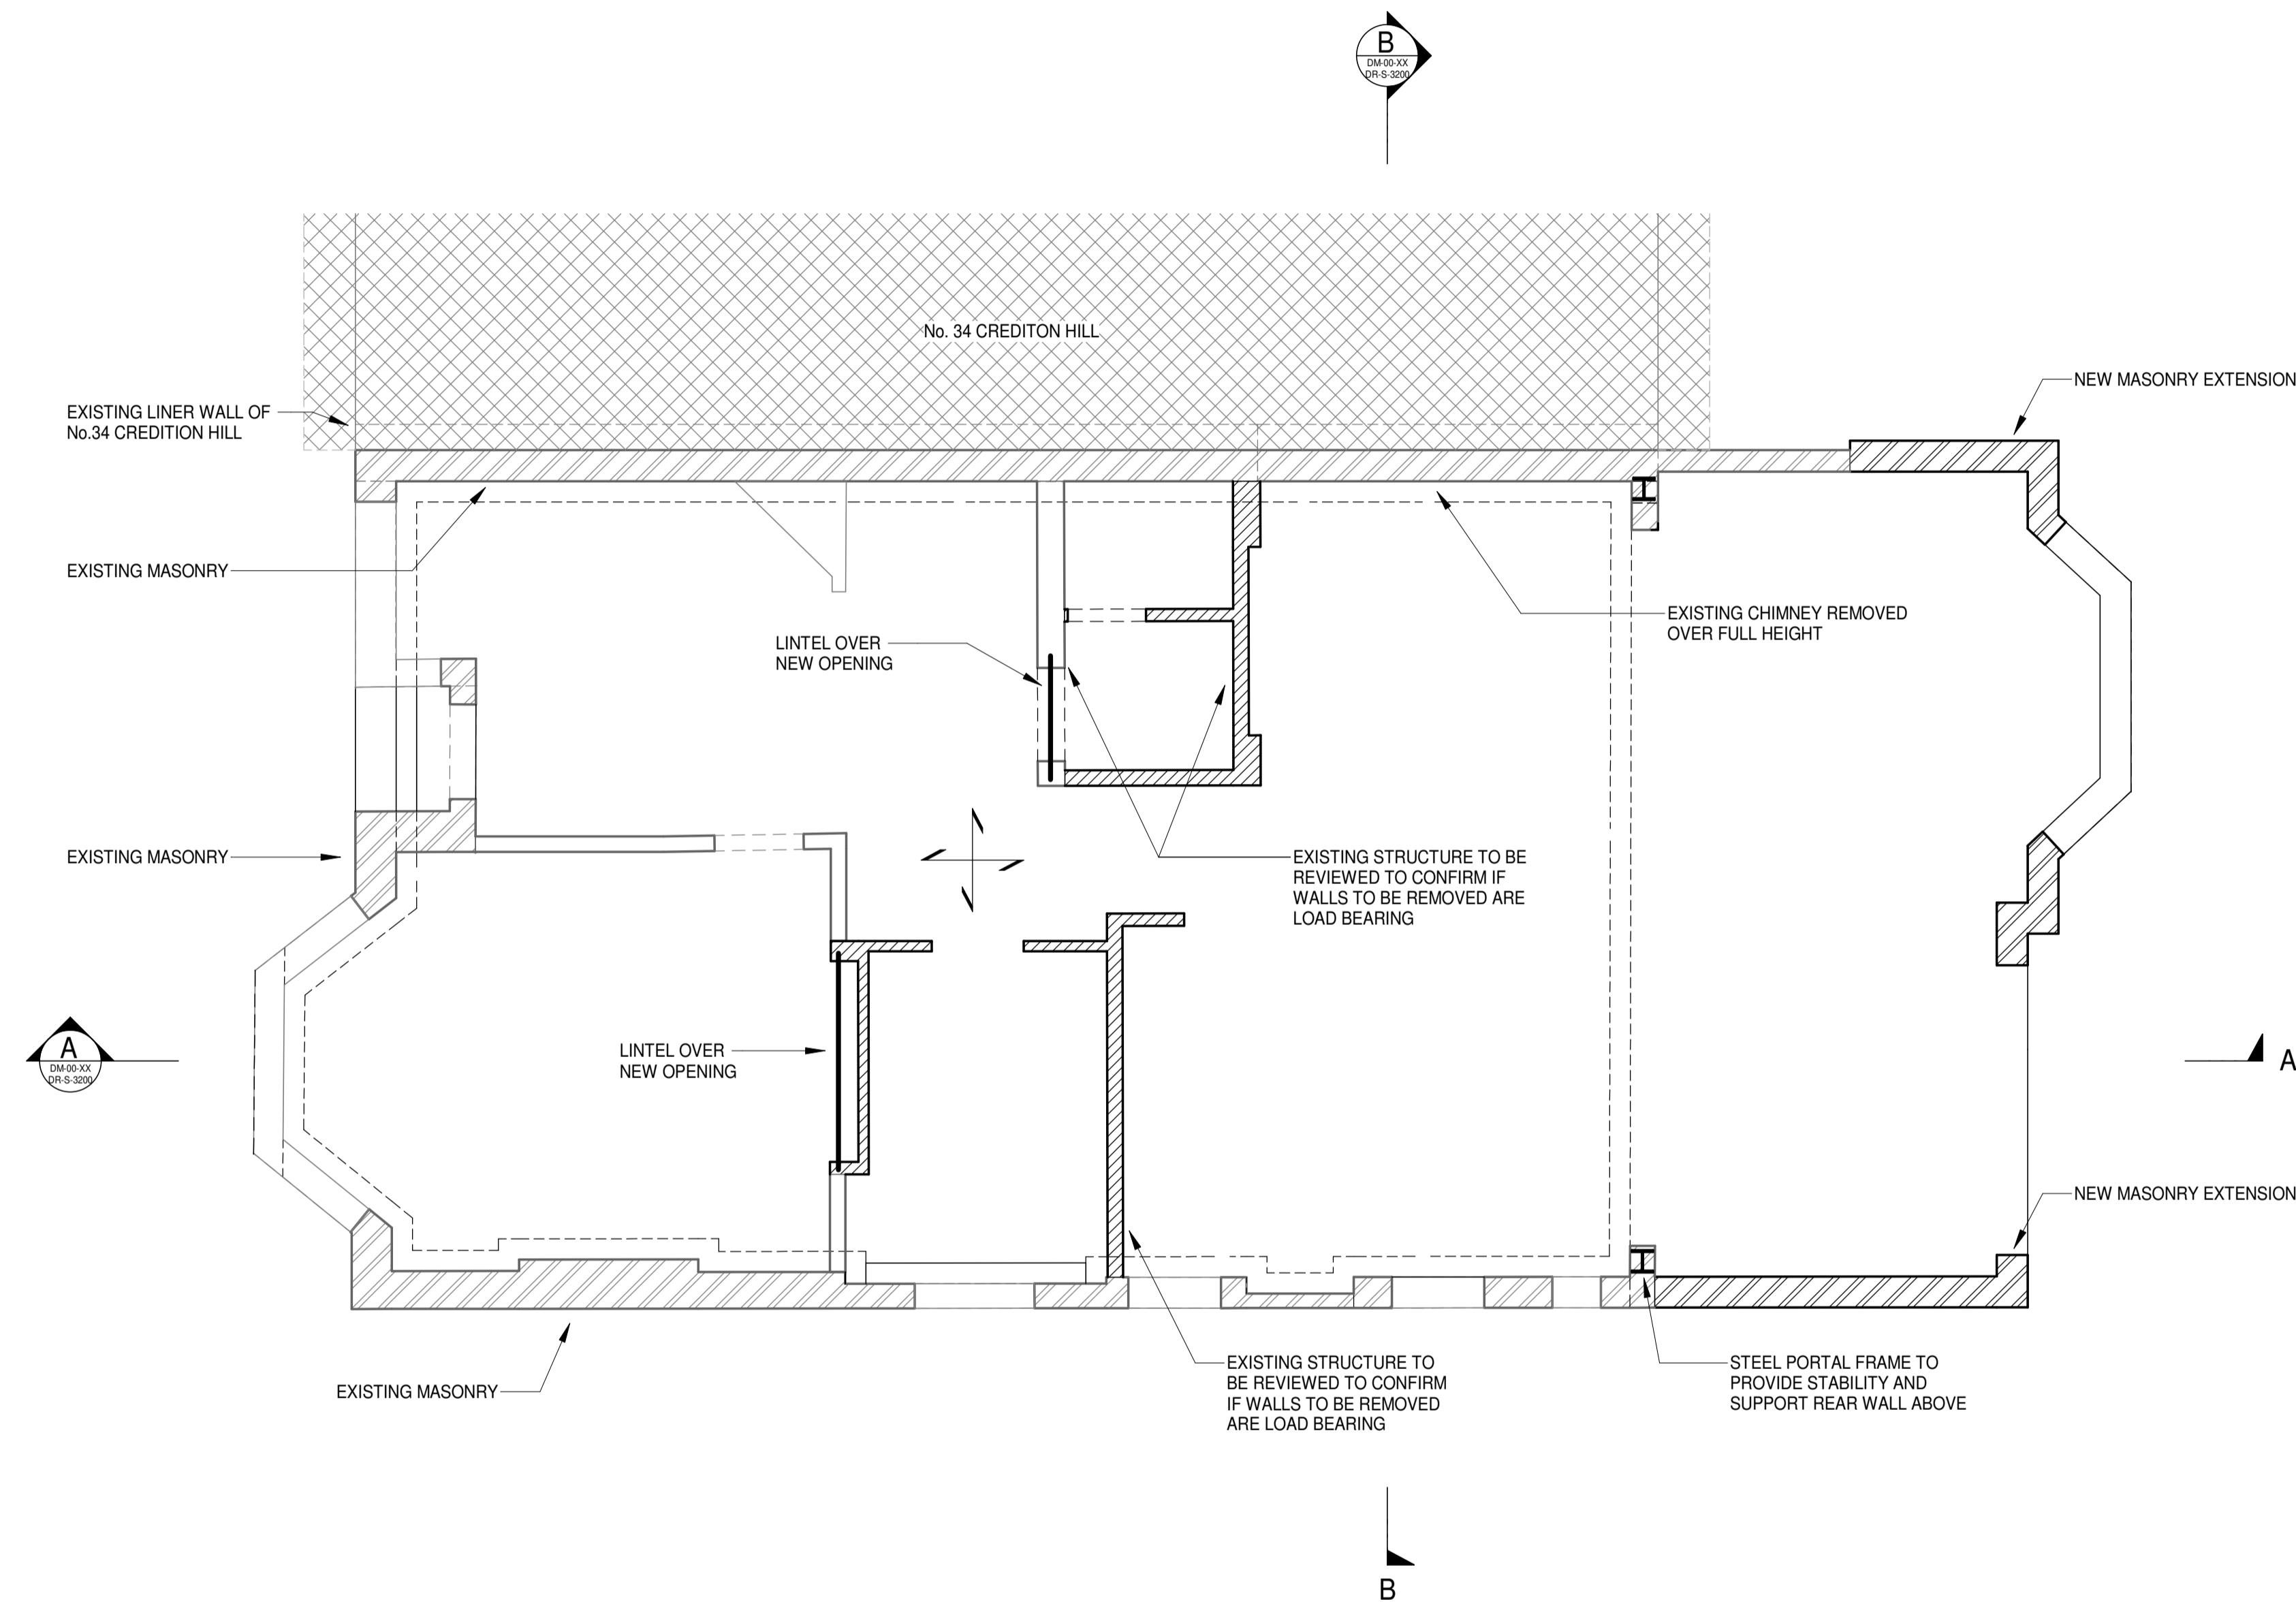 B
DM-00-XX
DR-S-3200
No. 34 CREDITON HILL
NEW MASONRY EXTENSION
EXISTING LINER WALL OF
No.34 CREDITION HILL
EXISTING MASONRY
EXISTING CHIMNEY REMOVED
OVER FULL HEIGHT
LINTEL OVER
NEW OPENING
EXISTING MASONRY
EXISTING STRUCTURE TO BE
REVIEWED TO CONFIRM IF
WALLS TO BE REMOVED ARE
LOAD BEARING
A
DM-00-XX
DR-S-3200
LINTEL OVER
NEW OPENING
A
NEW MASONRY EXTENSION
EXISTING MASONRY
EXISTING STRUCTURE TO
BE REVIEWED TO CONFIRM
IF WALLS TO BE REMOVED
ARE LOAD BEARING
STEEL PORTAL FRAME TO
PROVIDE STABILITY AND
SUPPORT REAR WALL ABOVE
B